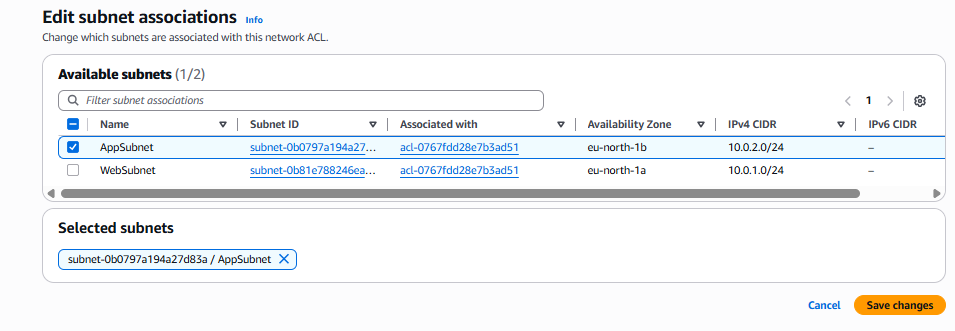 Edit subnet associations Info
Change which subnets are associated with this network ACL.
Available subnets (1/2)
Filter subnet associations
1
Name Subnet ID Associated with Availability Zone IPv4 CIDR IPv6 CIDR
AppSubnet subnet-0b0797a194a27... acl-0767fdd28e7b3ad51 eu-north-1b 10.0.2.0/24 –
WebSubnet subnet-0b81e788246ea... acl-0767fdd28e7b3ad51 eu-north-1a 10.0.1.0/24 –
Selected subnets
subnet-0b0797a194a27d83a / AppSubnet
Cancel Save changes